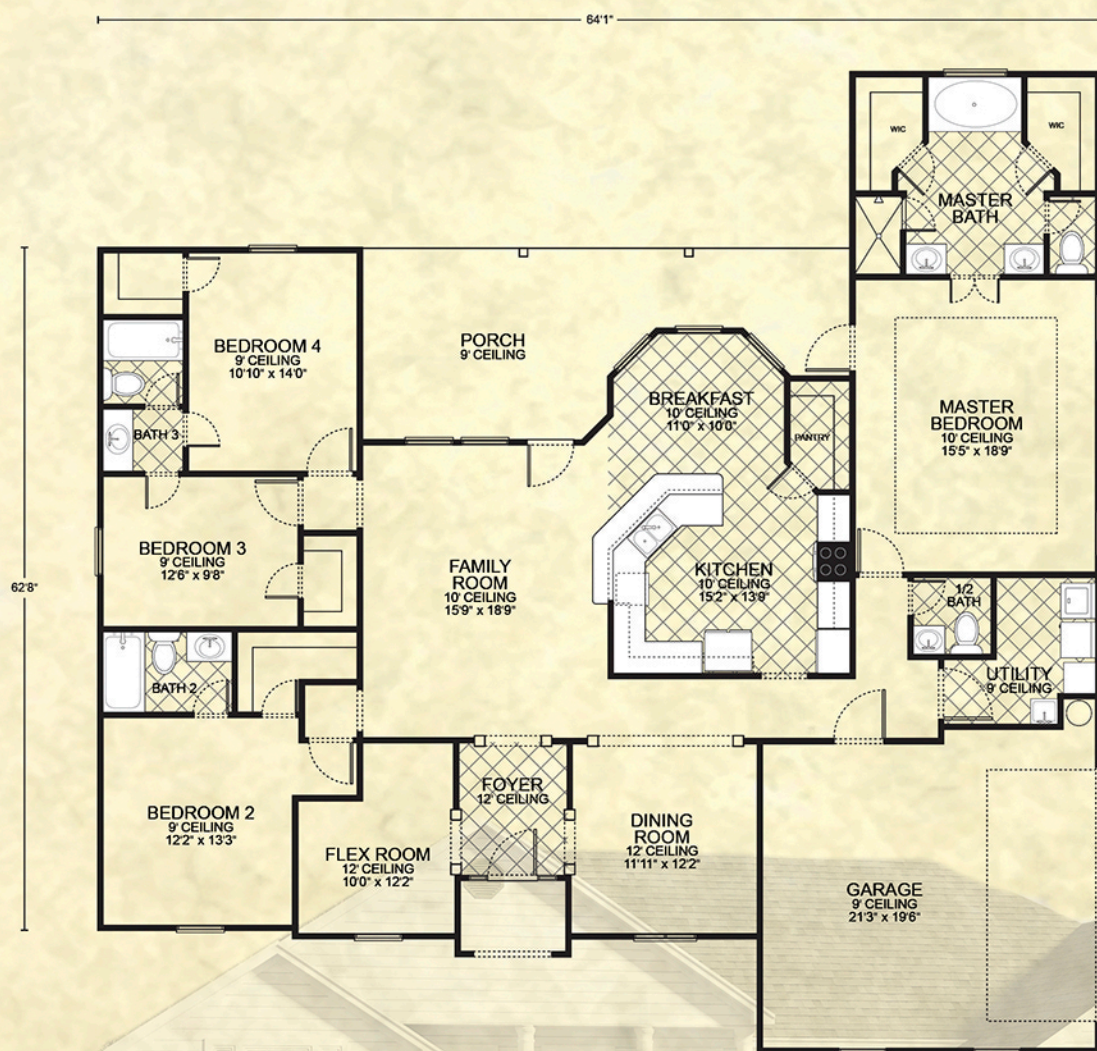 64'1"
WIC
WIC
MASTER
BATH
BEDROOM 4
9' CEILING
10'10" x 14'0"
PORCH
9' CEILING
BREAKFAST
10' CEILING
11'0" x 10'0"
MASTER
BEDROOM
10' CEILING
15'5" x 18'9"
BATH 3
PANTRY
BEDROOM 3
9' CEILING
12'6" x 9'8"
FAMILY
ROOM
10' CEILING
15'9" x 18'9"
KITCHEN
10' CEILING
15'2" x 13'9"
62'8"
1/2
BATH
BATH 2
UTILITY
9' CEILING
BEDROOM 2
9' CEILING
12'2" x 13'3"
FOYER
12' CEILING
FLEX ROOM
12' CEILING
10'0" x 12'2"
DINING
ROOM
12' CEILING
11'11" x 12'2"
GARAGE
9' CEILING
21'3" x 19'6"